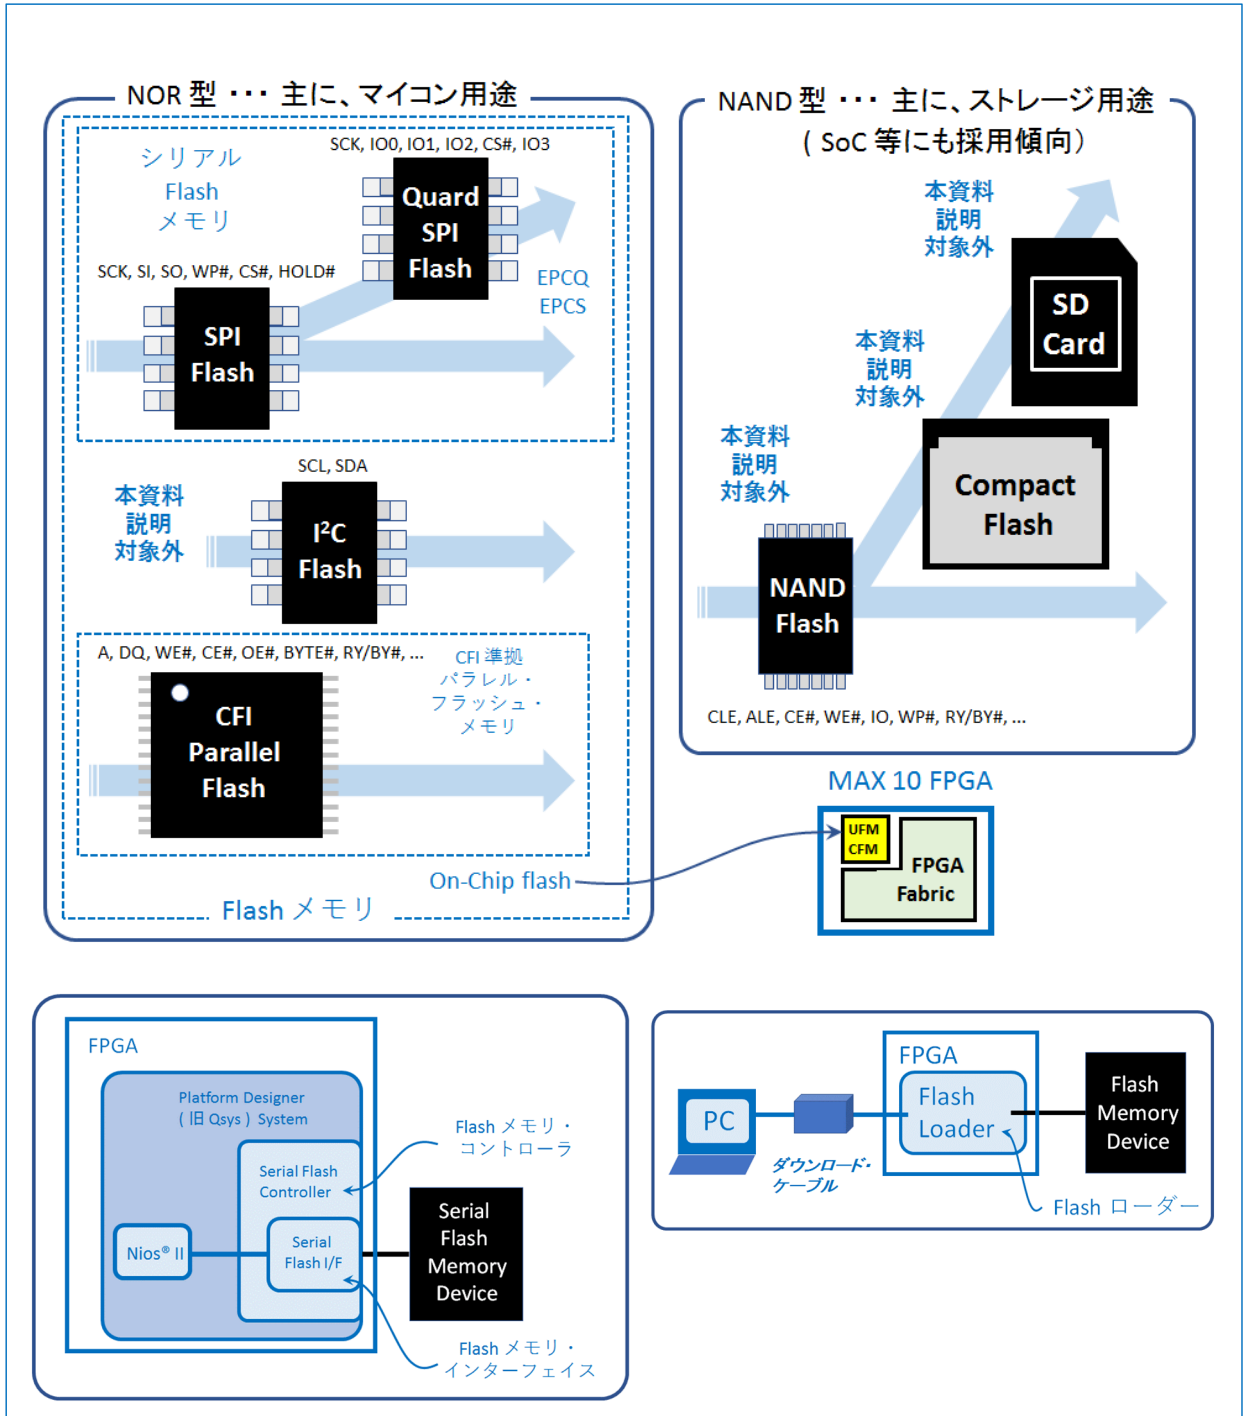 NOR 型 ・・・ 主に、マイコン用途
シリアル
Flash
メモリ
SCK, IO0, IO1, IO2, CS#, IO3
Quard
SPI
Flash
SCK, SI, SO, WP#, CS#, HOLD#
SPI
Flash
EPCQ
EPCS
SCL, SDA
本資料
説明
対象外
I²C
Flash
A, DQ, WE#, CE#, OE#, BYTE#, RY/BY#, ...
CFI 準拠
パラレル・
フラッシュ・
メモリ
CFI
Parallel
Flash
On-Chip flash
Flash メモリ
NAND 型 ・・・ 主に、ストレージ用途
( SoC 等にも採用傾向）
本資料
説明
対象外
SD
Card
本資料
説明
対象外
Compact
Flash
本資料
説明
対象外
NAND
Flash
CLE, ALE, CE#, WE#, IO, WP#, RY/BY#, ...
MAX 10 FPGA
UFM
CFM
FPGA
Fabric
FPGA
Platform Designer
( 旧 Qsys ) System
Serial Flash
Controller
Nios® II
Serial
Flash I/F
Flash メモリ・
コントローラ
Serial
Flash
Memory
Device
Flash メモリ・
インターフェイス
PC
ダウンロード・
ケーブル
FPGA
Flash
Loader
Flash
Memory
Device
Flash ローダー